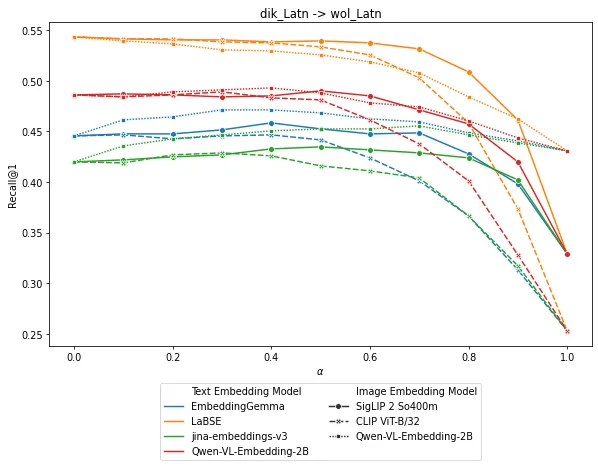 dik_Latn -> wol_Latn
Recall@1
0.55
0.50
0.45
0.40
0.35
0.30
0.25
0.0
0.2
0.4
0.6
0.8
1.0
α
Text Embedding Model
EmbeddingGemma
LaBSE
jina-embeddings-v3
Qwen-VL-Embedding-2B
Image Embedding Model
SigLIP 2 So400m
CLIP ViT-B/32
Qwen-VL-Embedding-2B